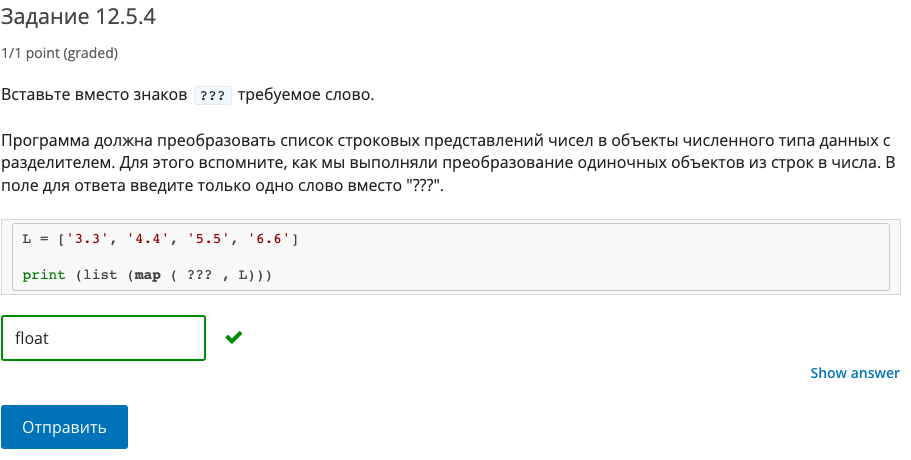 Задание 12.5.4
1/1 point (graded)
Вставьте вместо знаков ??? требуемое слово.
Программа должна преобразовать список строковых представлений чисел в объекты численного типа данных с
разделителем. Для этого вспомните, как мы выполняли преобразование одиночных объектов из строк в числа. В
поле для ответа введите только одно слово вместо "???".
L = ['3.3', '4.4', '5.5', '6.6']
print (list (map ( ??? , L)))
float
Show answer
Отправить